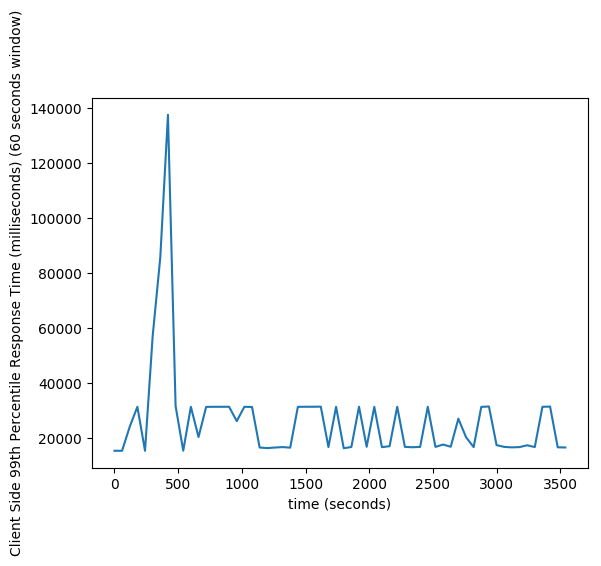 Client Side 99th Percentile Response Time (milliseconds) (60 seconds window)
140000
120000
100000
80000
60000
40000
20000
0 500 1000 1500 2000 2500 3000 3500
time (seconds)